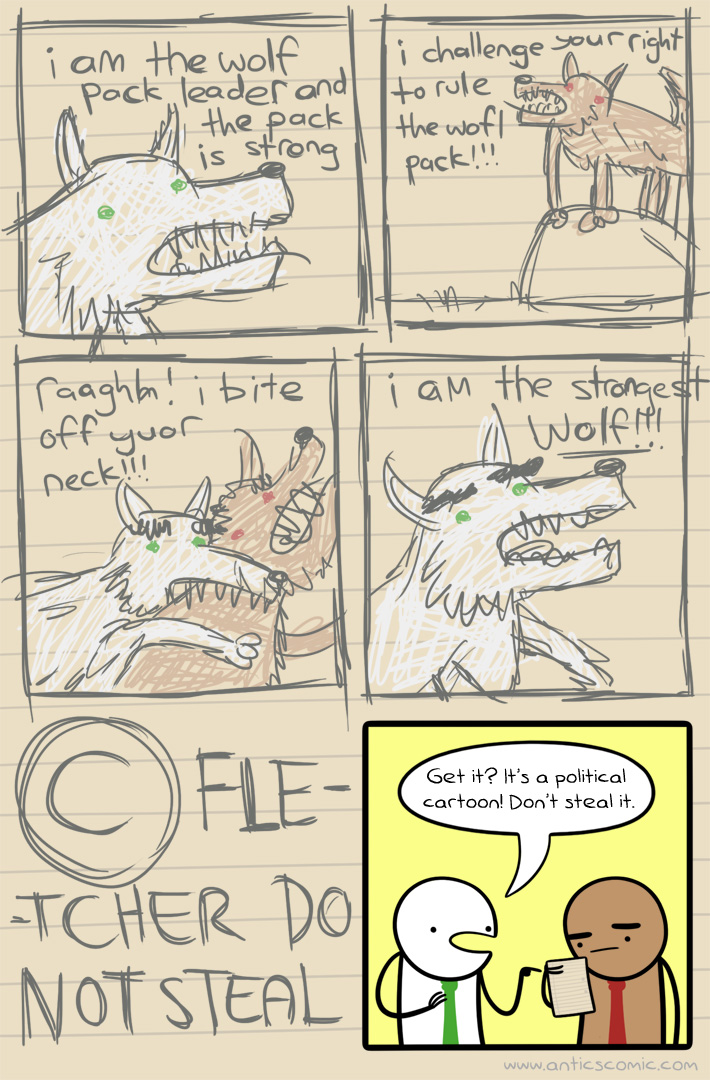 i am the wolf
pack leader and
the pack
is strong
i challenge your right
to rule
the wofl
pack!!!
raaghbn! i bite
off yuor
neck!!!
i am the strongest
wolf!!!
© FLE-
-TCHER DO
NOT STEAL
Get it? It's a political
cartoon! Don't steal it.
www.anticscomic.com